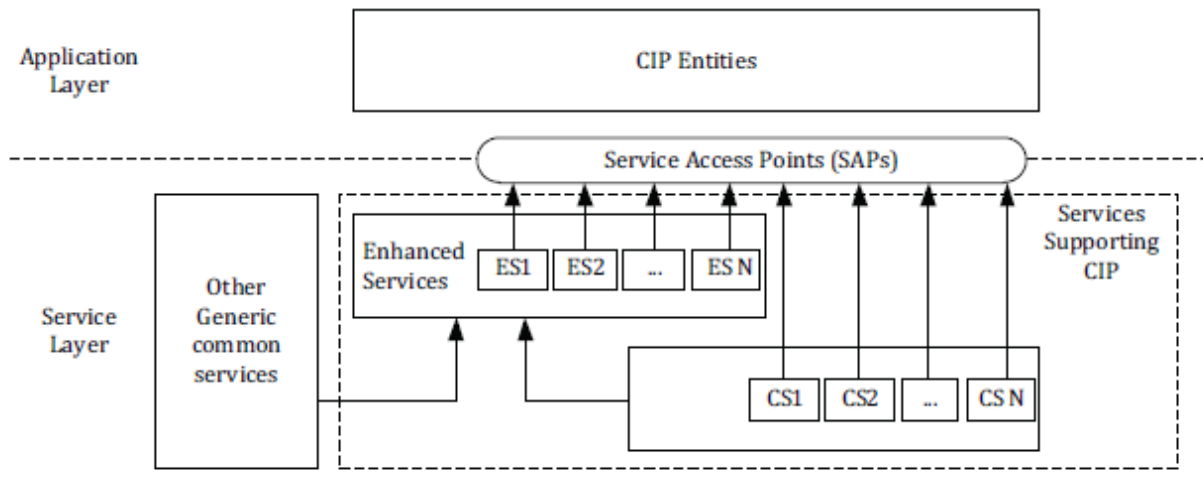 Application
Layer
CIP Entities
Service Access Points (SAPs)
Services
Supporting
CIP
Enhanced
Services
ES1
ES2
...
ES N
Other
Generic
common
services
Service
Layer
CS1
CS2
...
CS N